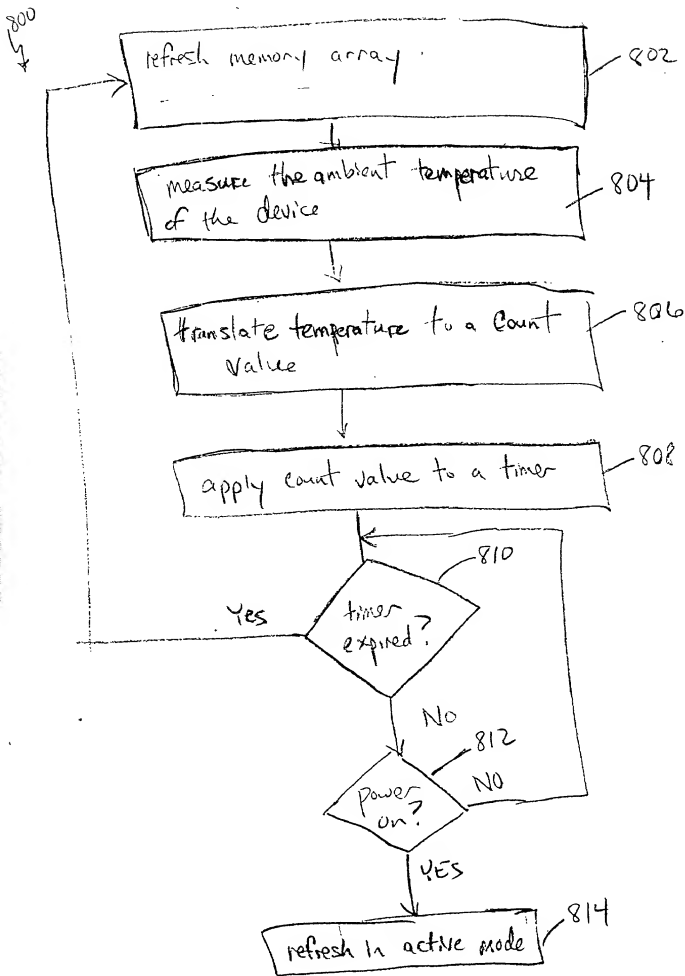 800
refresh memory array
802
measure the ambient temperature
of the device
804
translate temperature to a count
value
806
apply count value to a timer
808
810
Yes
timer
expired?
NO
812
power
on?
NO
YES
814
refresh in active mode